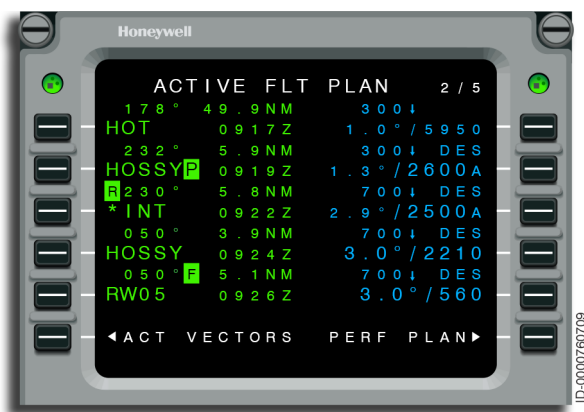 Honeywell
ACTIVE FLT PLAN 2/5
178° 49.9NM 300↓
HOT 0917Z 1.0°/5950
232° 5.9NM 300↓ DES
HOSSY P 0919Z 1.3°/2600A
R 230° 5.8NM 700↓ DES
*INT 0922Z 2.9°/2500A
050° 3.9NM 700↓ DES
HOSSY 0924Z 3.0°/2210
050° F 5.1NM 700↓ DES
RW05 0926Z 3.0°/560
◀ACT VECTORS PERF PLAN▶
ID-0000760709